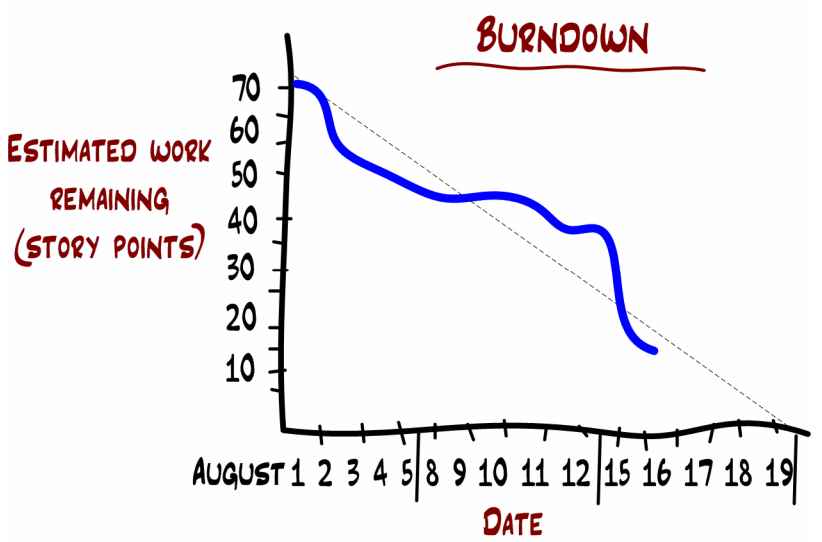 BURNDOWN
ESTIMATED WORK
REMAINING
(STORY POINTS)
70
60
50
40
30
20
10
AUGUST 1 2 3 4 5 8 9 10 11 12 15 16 17 18 19
DATE